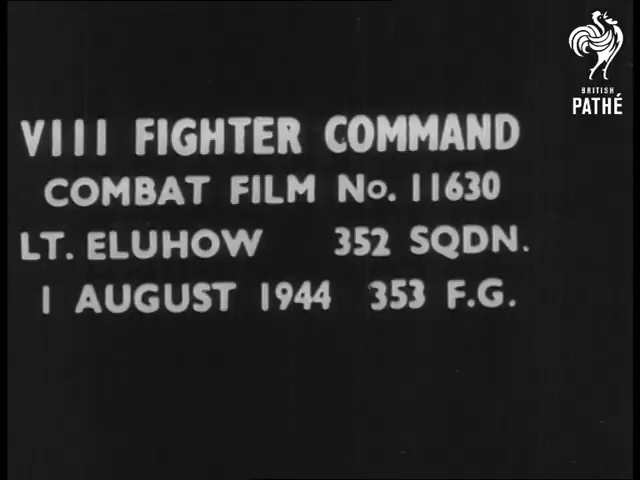 BRITISH
PATHÉ
VIII FIGHTER COMMAND
COMBAT FILM No. 11630
LT. ELUHOW 352 SQDN.
1 AUGUST 1944 353 F.G.